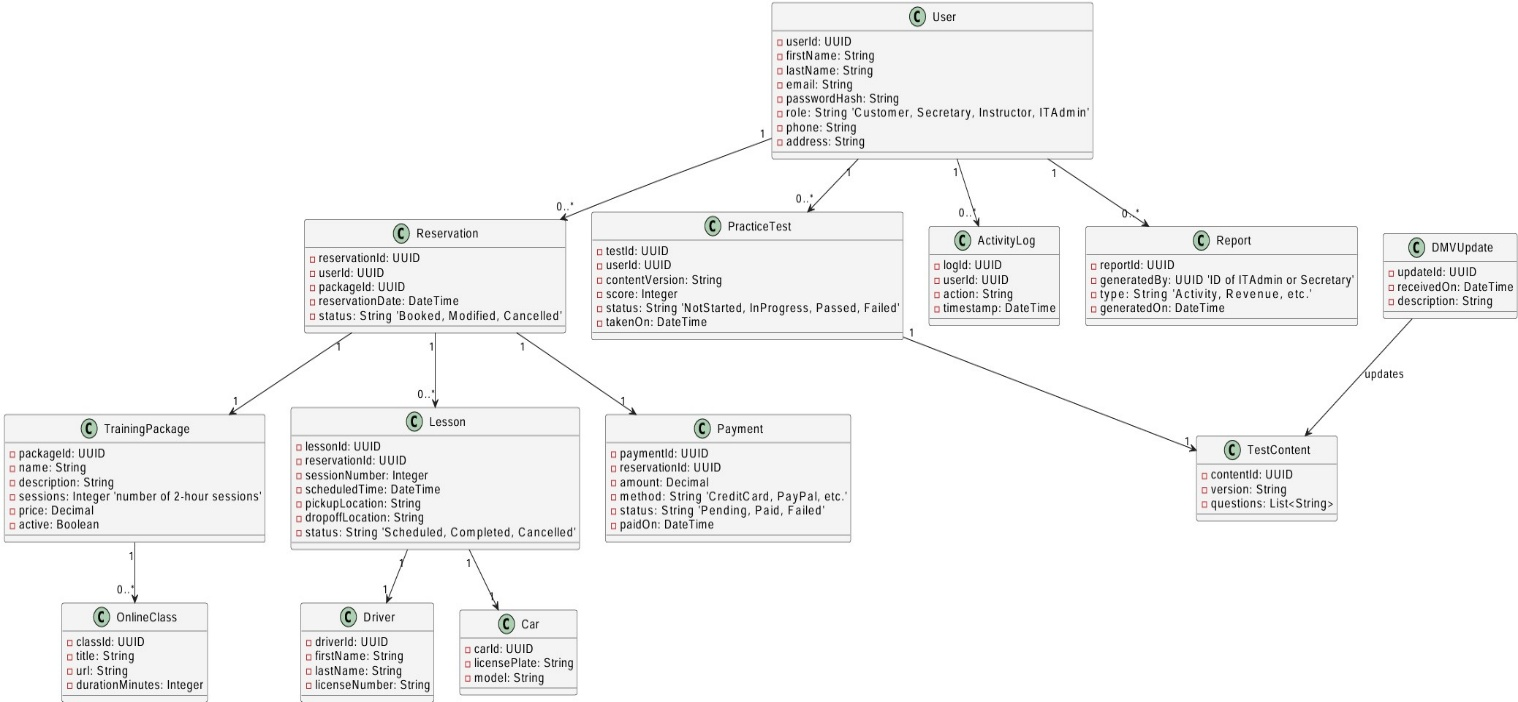 C User
userId: UUID
firstName: String
lastName: String
email: String
passwordHash: String
role: String 'Customer, Secretary, Instructor, ITAdmin'
phone: String
address: String
1
1
1
1
0..*
0..*
0..*
0..*
C Reservation
reservationId: UUID
userId: UUID
packageId: UUID
reservationDate: DateTime
status: String 'Booked, Modified, Cancelled'
C PracticeTest
testId: UUID
userId: UUID
contentVersion: String
score: Integer
status: String 'NotStarted, InProgress, Passed, Failed'
takenOn: DateTime
C ActivityLog
logId: UUID
userId: UUID
action: String
timestamp: DateTime
C Report
reportId: UUID
generatedBy: UUID 'ID of ITAdmin or Secretary'
type: String 'Activity, Revenue, etc.'
generatedOn: DateTime
C DMVUpdate
updateId: UUID
receivedOn: DateTime
description: String
1
1
1
1
updates
1
0..*
1
1
C TrainingPackage
packageId: UUID
name: String
description: String
sessions: Integer 'number of 2-hour sessions'
price: Decimal
active: Boolean
C Lesson
lessonId: UUID
reservationId: UUID
sessionNumber: Integer
scheduledTime: DateTime
pickupLocation: String
dropoffLocation: String
status: String 'Scheduled, Completed, Cancelled'
C Payment
paymentId: UUID
reservationId: UUID
amount: Decimal
method: String 'CreditCard, PayPal, etc.'
status: String 'Pending, Paid, Failed'
paidOn: DateTime
C TestContent
contentId: UUID
version: String
questions: List<String>
1
1
1
0..*
1
1
C OnlineClass
classId: UUID
title: String
url: String
durationMinutes: Integer
C Driver
driverId: UUID
firstName: String
lastName: String
licenseNumber: String
C Car
carId: UUID
licensePlate: String
model: String